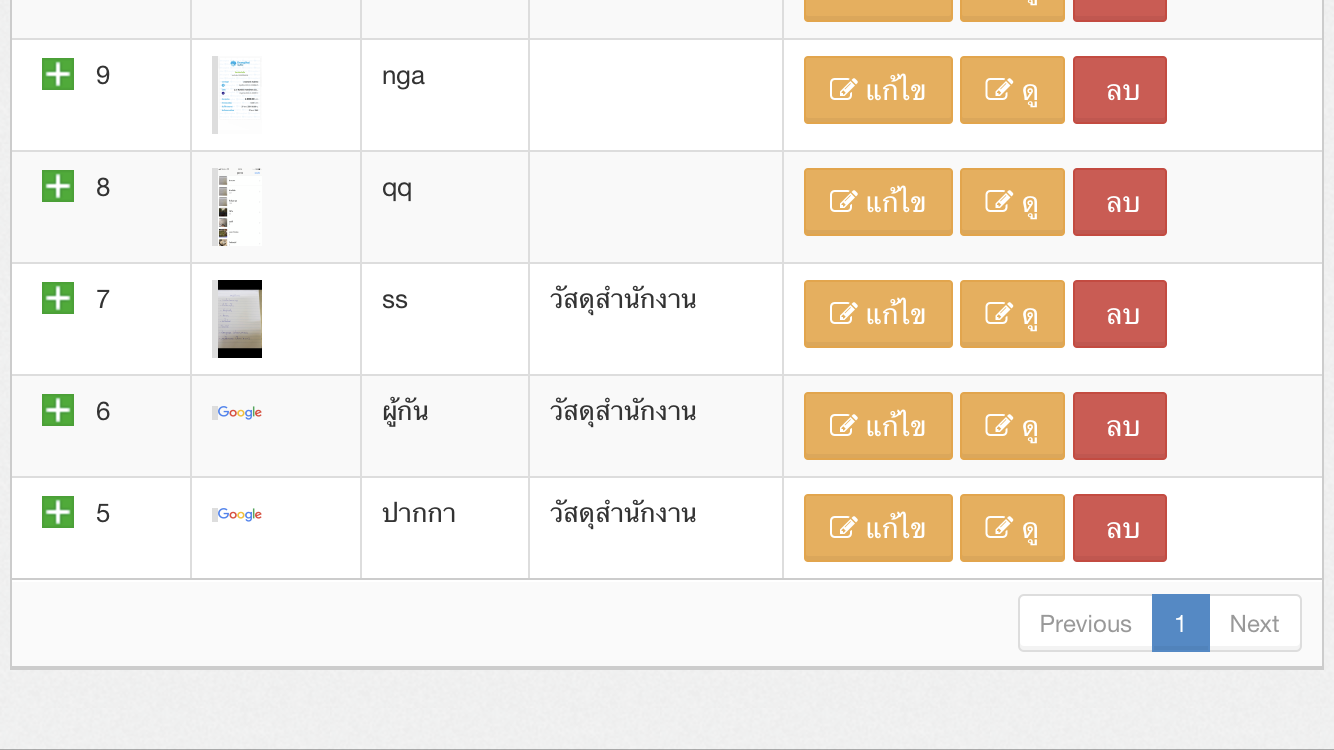 9 nga แก้ไข ดู ลบ
8 qq แก้ไข ดู ลบ
7 ss วัสดุสำนักงาน แก้ไข ดู ลบ
6 Google ผู้กัน วัสดุสำนักงาน แก้ไข ดู ลบ
5 Google ปากกา วัสดุสำนักงาน แก้ไข ดู ลบ
Previous 1 Next